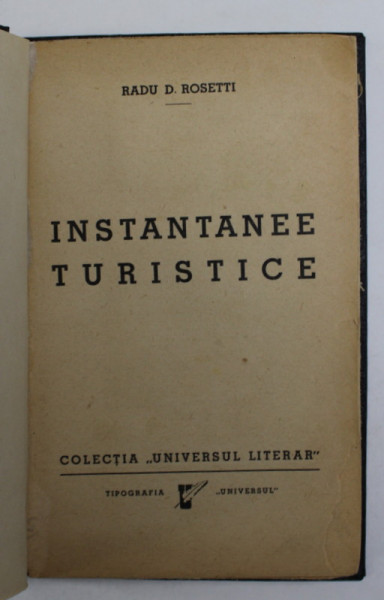 RADU D. ROSETTI
INSTANTANEE
TURISTICE
COLECȚIA „UNIVERSUL LITERAR"
TIPOGRAFIA U „UNIVERSUL"